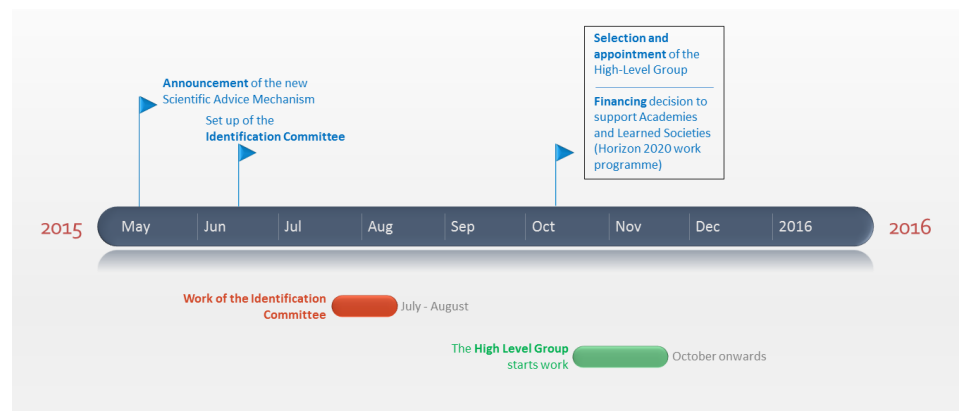 Announcement of the new
Scientific Advice Mechanism
Set up of the
Identification Committee
Selection and
appointment of the
High-Level Group
Financing decision to
support Academies
and Learned Societies
(Horizon 2020 work
programme)
2015 May Jun Jul Aug Sep Oct Nov Dec 2016 2016
Work of the Identification
Committee
July - August
The High Level Group
starts work
October onwards